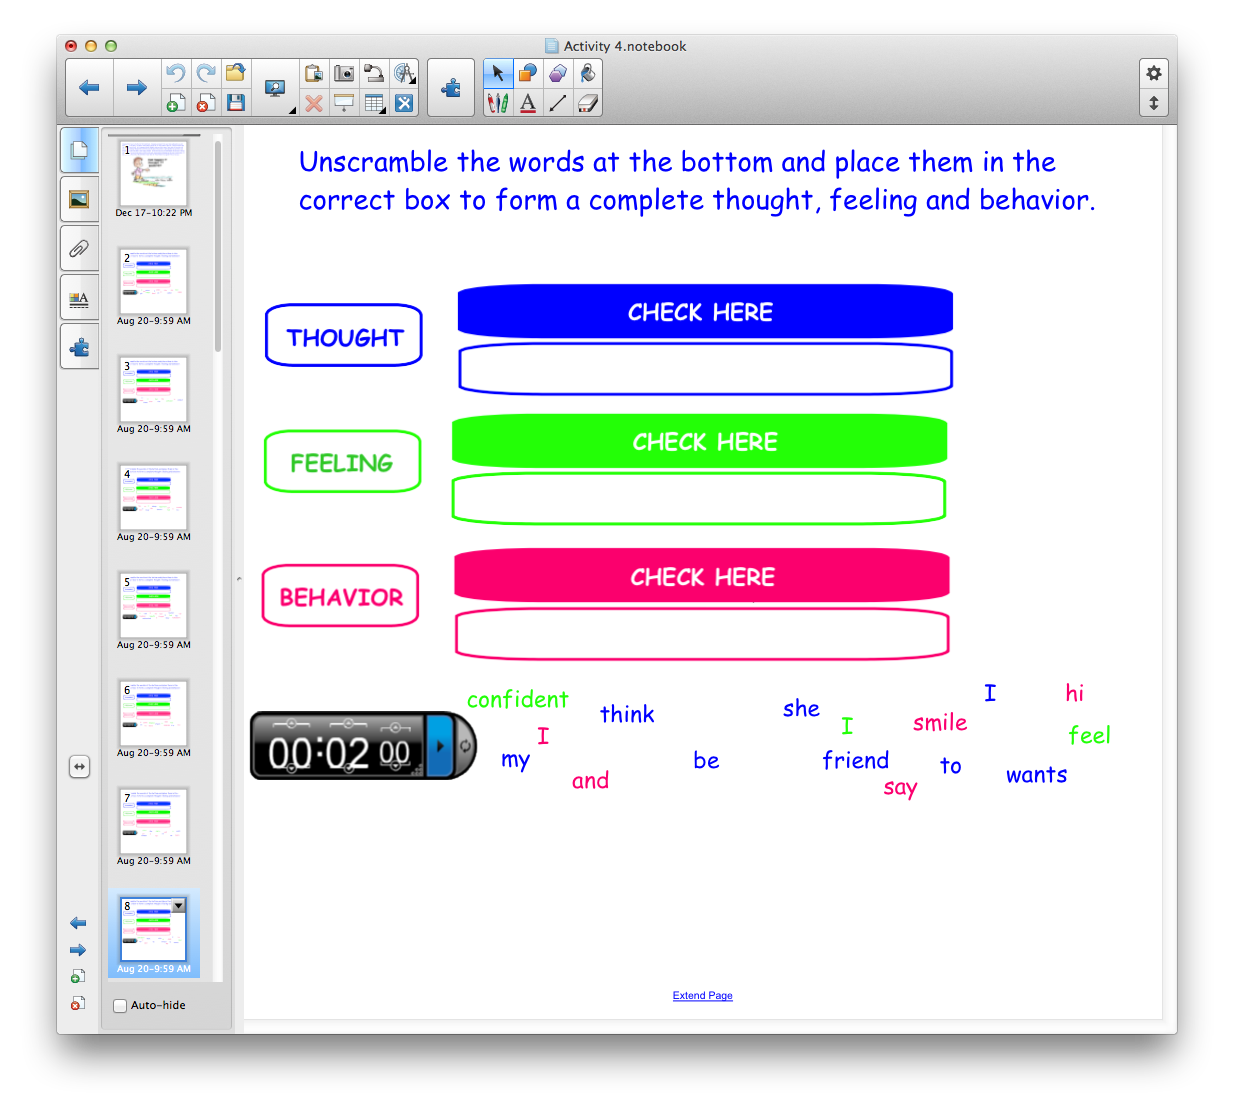 Activity 4.notebook
Unscramble the words at the bottom and place them in the
correct box to form a complete thought, feeling and behavior.
1
Dec 17-10:22 PM
2
Aug 20-9:59 AM
3
Aug 20-9:59 AM
4
Aug 20-9:59 AM
5
Aug 20-9:59 AM
6
Aug 20-9:59 AM
7
Aug 20-9:59 AM
8
Aug 20-9:59 AM
Auto-hide
CHECK HERE
THOUGHT
CHECK HERE
FEELING
CHECK HERE
BEHAVIOR
confident think she I smile I hi
I feel
00:02 00
my and be friend say to wants
Extend Page